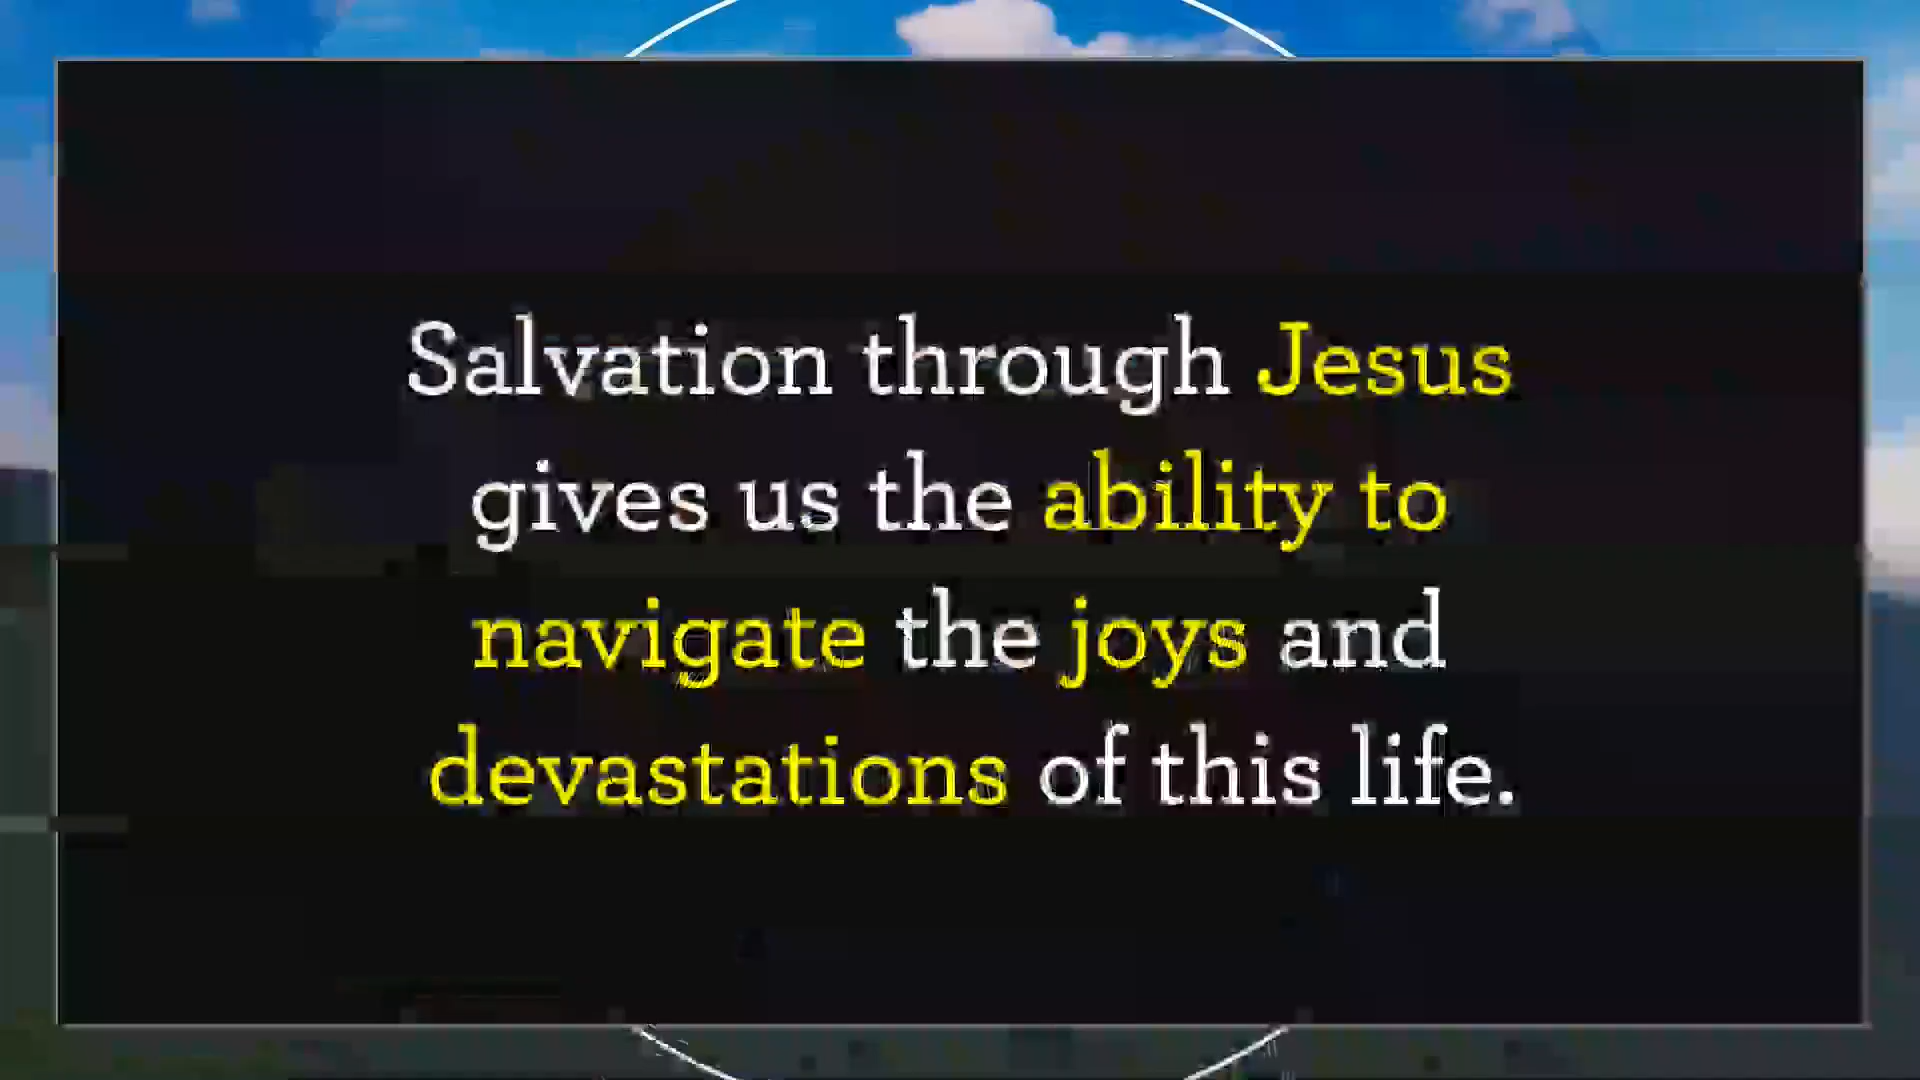 Salvation through Jesus
gives us the ability to
navigate the joys and
devastations of this life.